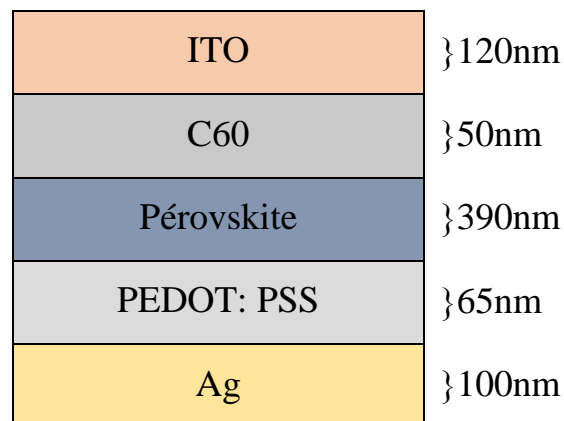 ITO }120nm
C60 }50nm
Pérovskite }390nm
PEDOT: PSS }65nm
Ag }100nm